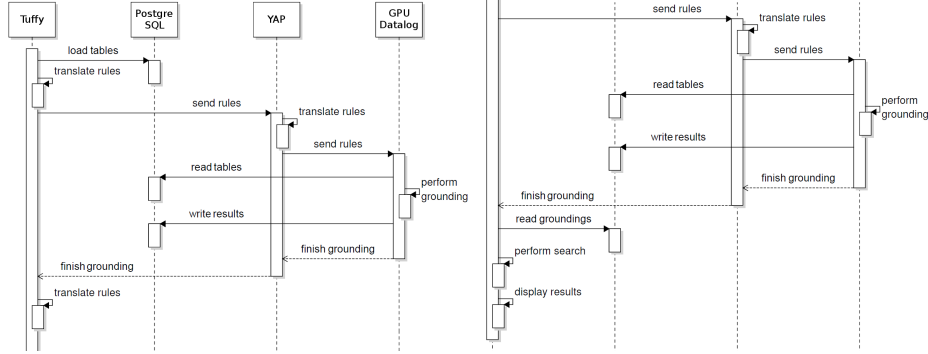 Tuffy
Postgre
SQL
YAP
GPU
Datalog
load tables
translate rules
send rules
translate rules
send rules
read tables
perform
grounding
write results
finish grounding
finish grounding
translate rules
send rules
translate rules
send rules
read tables
perform
grounding
write results
finish grounding
finish grounding
read groundings
perform search
display results